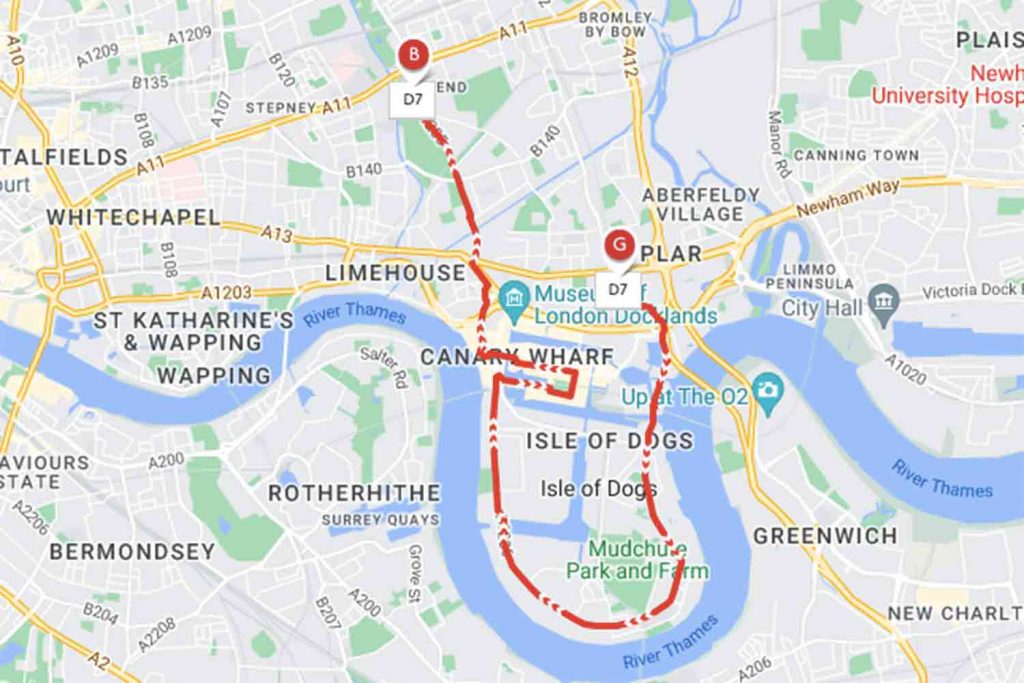 BROMLEY
BY BOW
A11
A10
A1209
A1209
B
PLAIS
B120
A12
B135
END
Newh
University Hosp
D7
STEPNEY
A11
A107
B108
B140
Manor Rd
TALFIELDS
A11
CANNING TOWN
B140
ourt
ABERFELDY
VILLAGE
Newham Way
WHITECHAPEL
A13
G
PLAR
B108
LIMEHOUSE
LIMMO
PENINSULA
D7
A1203
Museu
of
London Docklands
City Hall
Victoria Dock
ST KATHARINE'S
& WAPPING
River Thames
WAPPING
Salter Rd
CANARY WHARF
A1020
Up at The O2
ISLE OF DOGS
AVIOURS
STATE
A200
Isle of Dogs
River Thames
ROTHERHITHE
SURREY QUAYS
A2206
GREENWICH
BERMONDSEY
Mudchute
Park and Farm
Grove St
B204
A2208
B207
A200
NEW CHARLT
River Thames
A2
A206